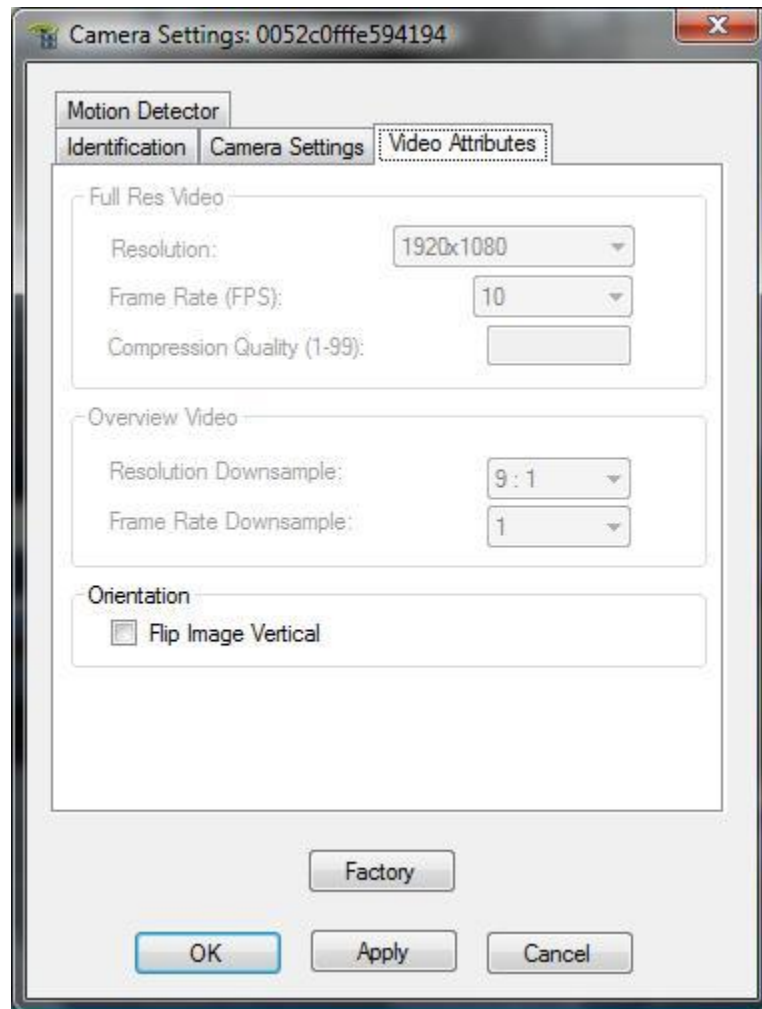 Camera Settings: 0052c0fffe594194
Motion Detector
Identification Camera Settings Video Attributes
Full Res Video
Resolution: 1920x1080
Frame Rate (FPS): 10
Compression Quality (1-99):
Overview Video
Resolution Downsample: 9 : 1
Frame Rate Downsample: 1
Orientation
Flip Image Vertical
Factory
OK Apply Cancel